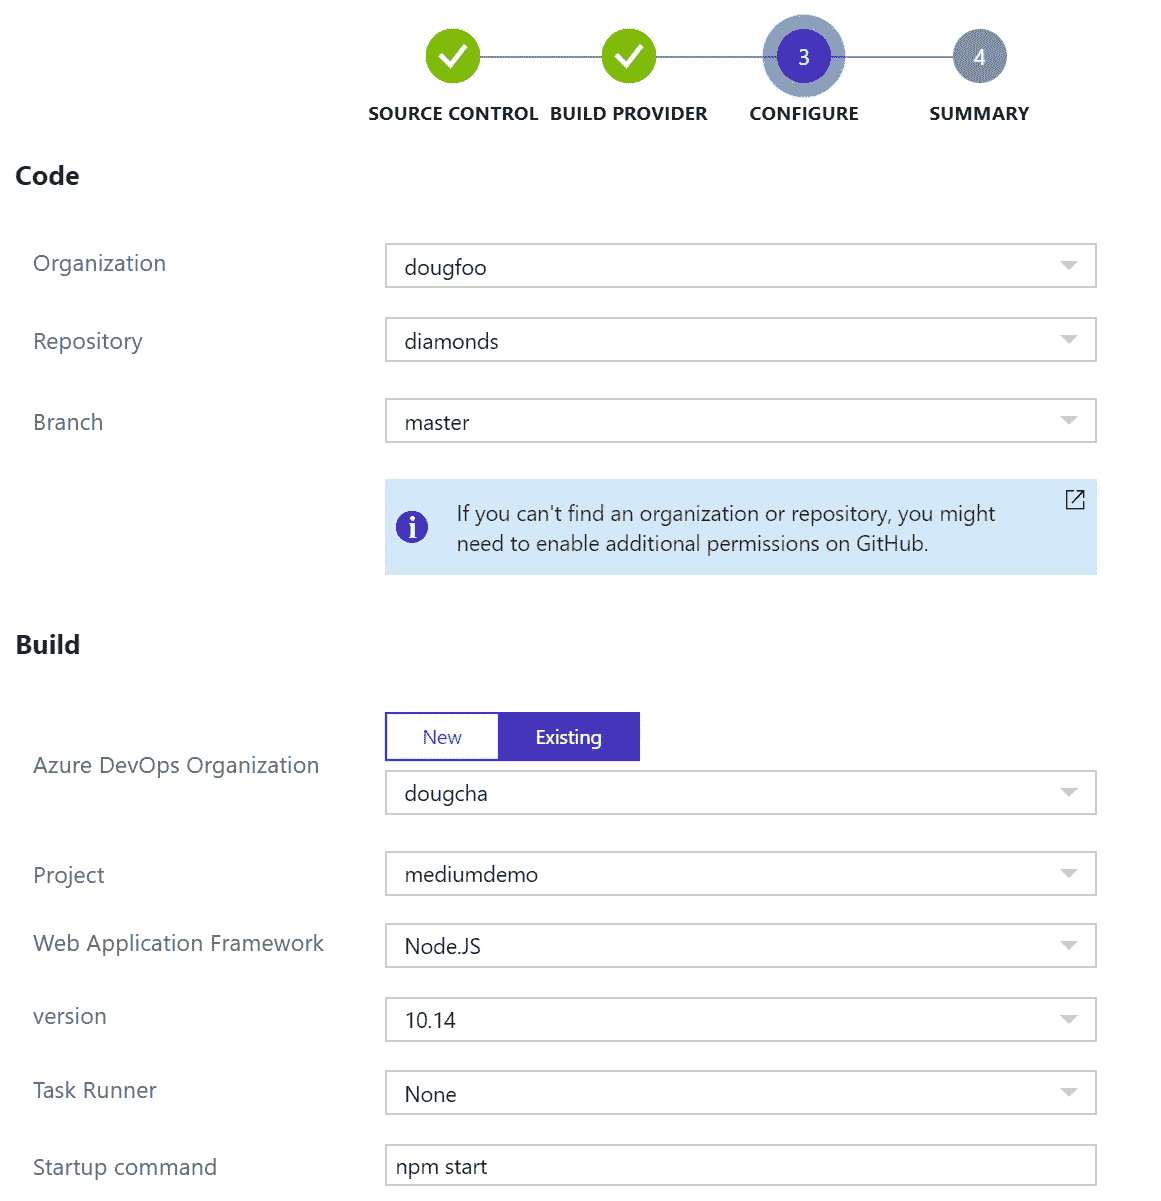 3
4
SOURCE CONTROL BUILD PROVIDER CONFIGURE SUMMARY
Code
Organization
dougfoo
Repository
diamonds
Branch
master
If you can't find an organization or repository, you might
need to enable additional permissions on GitHub.
Build
New Existing
Azure DevOps Organization
dougcha
Project
mediumdemo
Web Application Framework
Node.JS
version
10.14
Task Runner
None
Startup command
npm start